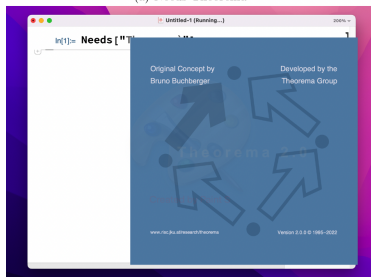 Untitled-1 (Running...)
200%
In[1]:= Needs["Th
Original Concept by
Bruno Buchberger
Developed by the
Theorema Group
Theorema 2.0
www.risc.jku.at/research/theorema
Version 2.0.0 © 1995–2022